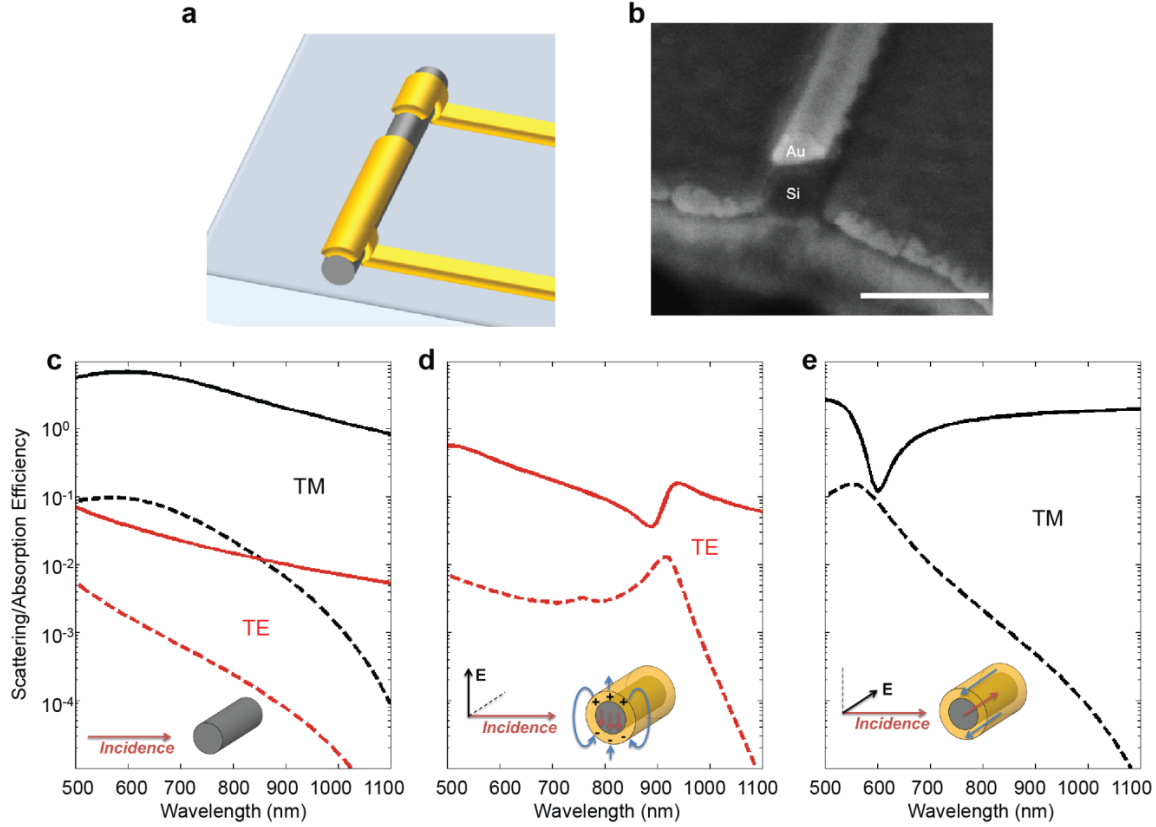 a
b
Au
Si
c
d
e
Scattering/Absorption Efficiency
10⁰
10⁻¹
10⁻²
10⁻³
10⁻⁴
TM
TE
Incidence
500 600 700 800 900 1000 1100
Wavelength (nm)
TE
E
Incidence
+ + +
- - -
500 600 700 800 900 1000 1100
Wavelength (nm)
TM
E
Incidence
500 600 700 800 900 1000 1100
Wavelength (nm)